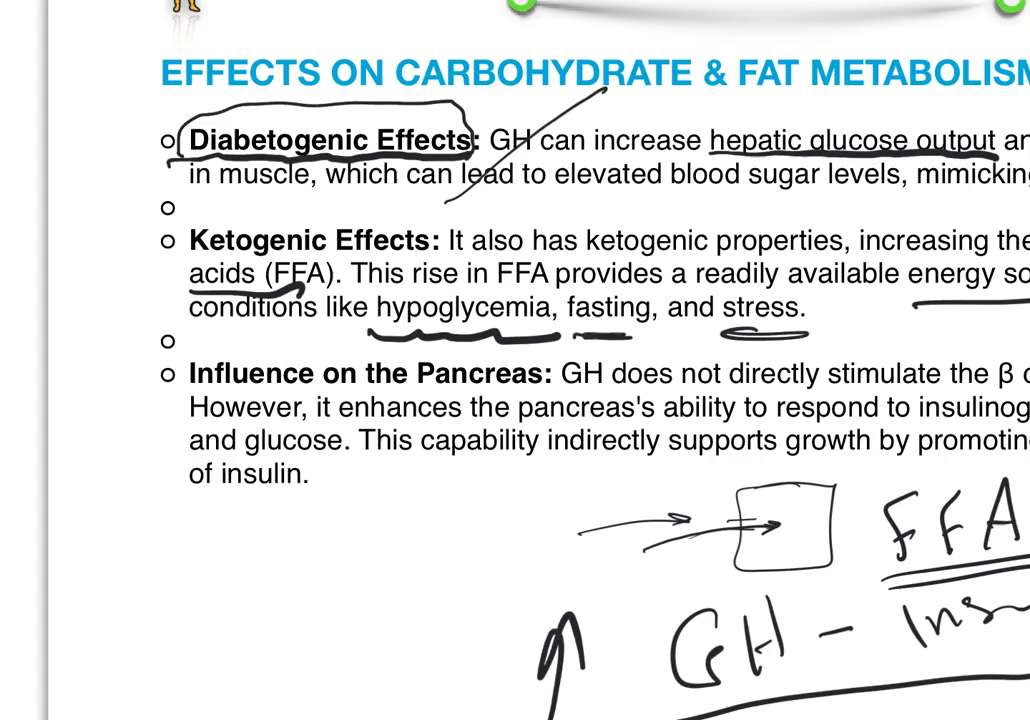 EFFECTS ON CARBOHYDRATE & FAT METABOLISM
Diabetogenic Effects: GH can increase hepatic glucose output an
in muscle, which can lead to elevated blood sugar levels, mimicking
Ketogenic Effects: It also has ketogenic properties, increasing the
acids (FFA). This rise in FFA provides a readily available energy so
conditions like hypoglycemia, fasting, and stress.
Influence on the Pancreas: GH does not directly stimulate the β c
However, it enhances the pancreas's ability to respond to insulinog
and glucose. This capability indirectly supports growth by promotin
of insulin.
FFA
GH - Ins